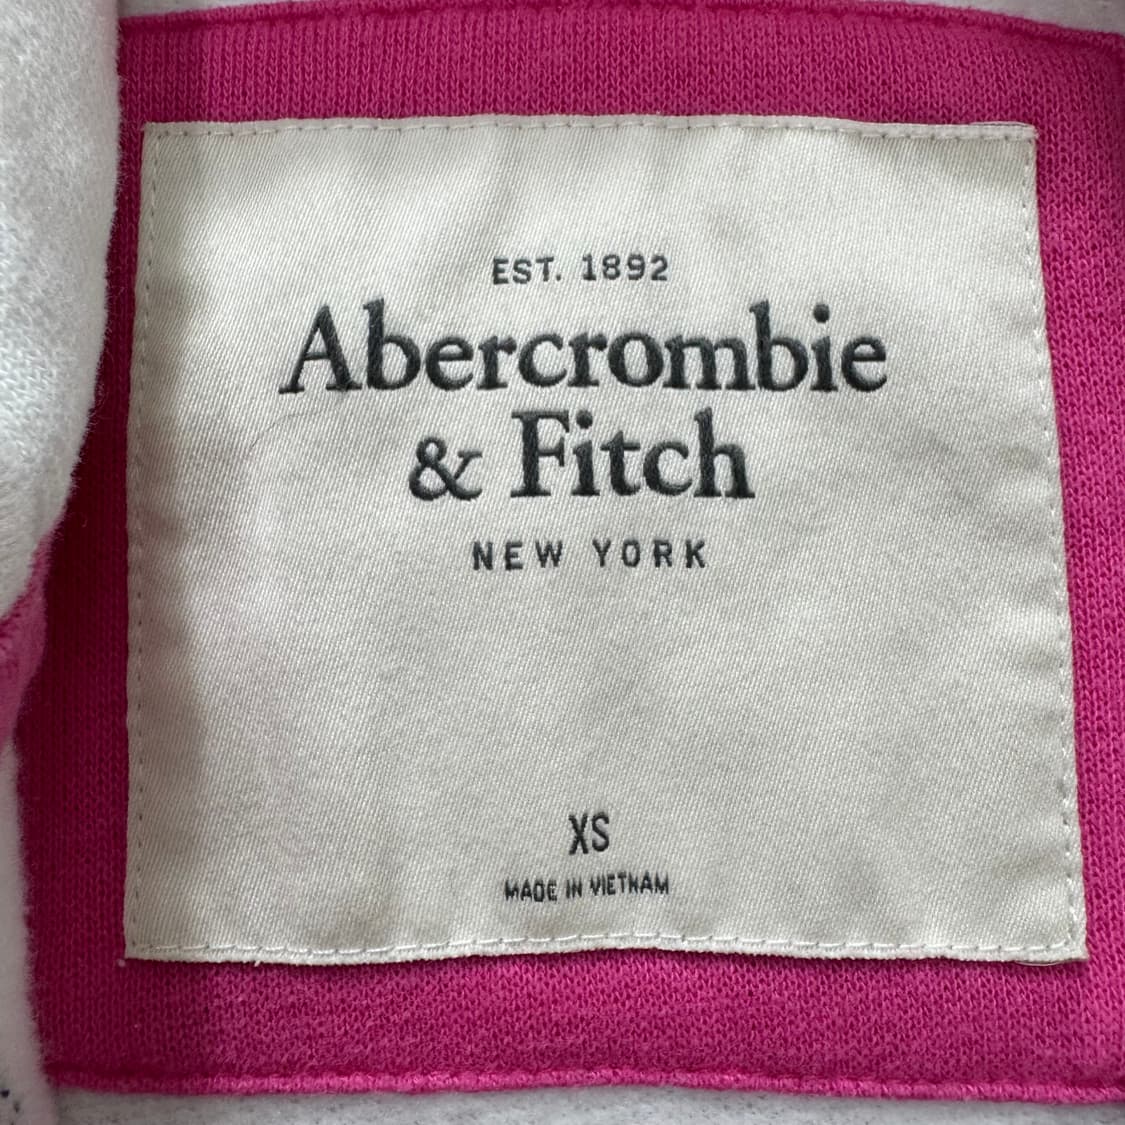 EST. 1892
Abercrombie
& Fitch
NEW YORK
XS
MADE IN VIETNAM